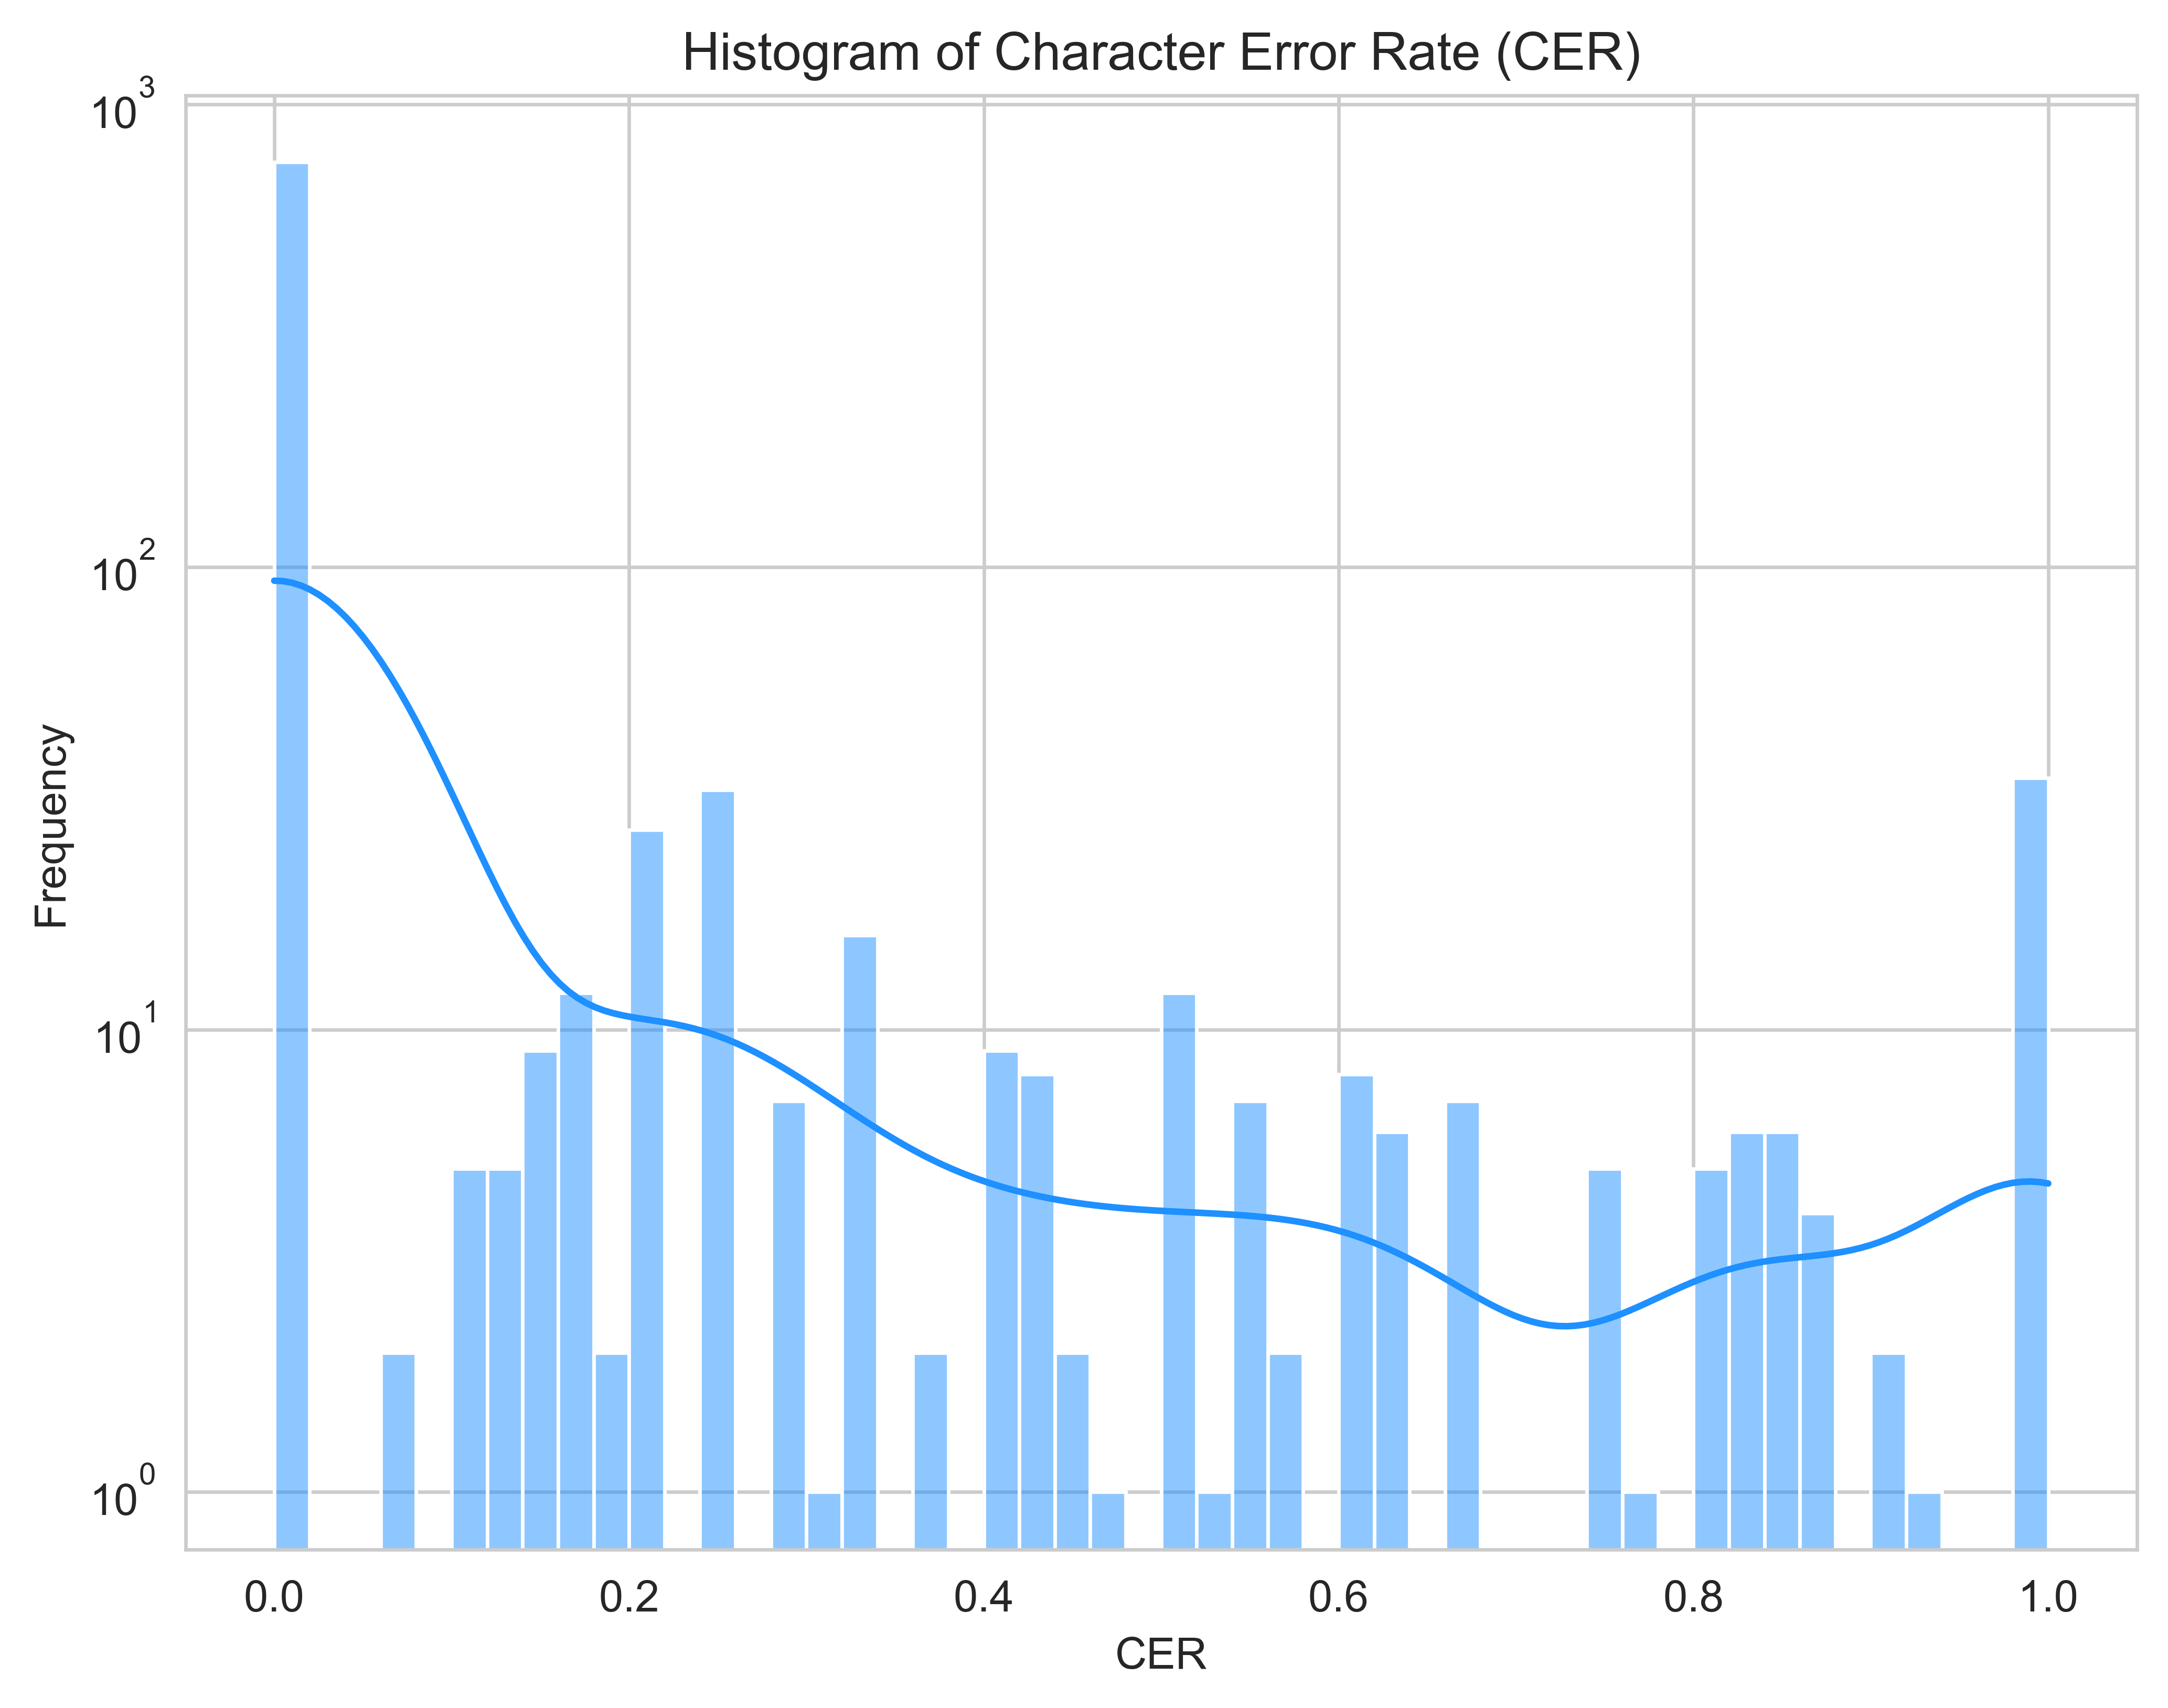 Histogram of Character Error Rate (CER)
10³
10²
10¹
10⁰
Frequency
0.0 0.2 0.4 0.6 0.8 1.0
CER